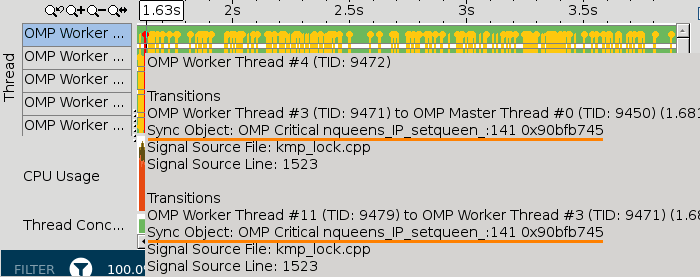 1.63s 2s 2.5s 3s 3.5s
Thread
OMP Worker ...
OMP Worker ...
OMP Worker ...
OMP Worker ...
OMP Worker ...
CPU Usage
Thread Conc...
FILTER 100.0
OMP Worker Thread #4 (TID: 9472)
Transitions
OMP Worker Thread #3 (TID: 9471) to OMP Master Thread #0 (TID: 9450) (1.681
Sync Object: OMP Critical nqueens_IP_setqueen_:141 0x90bfb745
Signal Source File: kmp_lock.cpp
Signal Source Line: 1523
Transitions
OMP Worker Thread #11 (TID: 9479) to OMP Worker Thread #3 (TID: 9471) (1.68
Sync Object: OMP Critical nqueens_IP_setqueen_:141 0x90bfb745
Signal Source File: kmp_lock.cpp
Signal Source Line: 1523